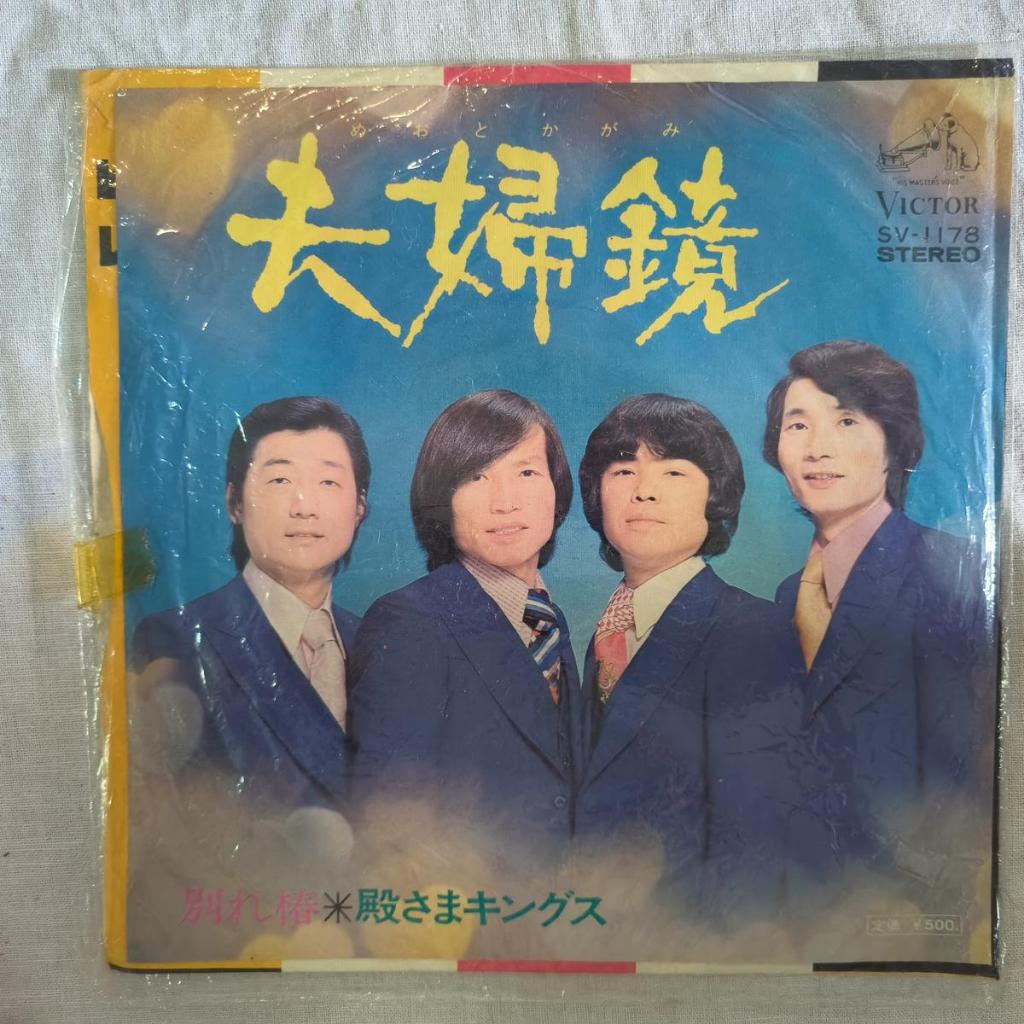 めおとかがみ
夫婦鏡
"HIS MASTER'S VOICE"
VICTOR
SV-1178
STEREO
別れ椿＊殿さまキングス
定価 ¥500.